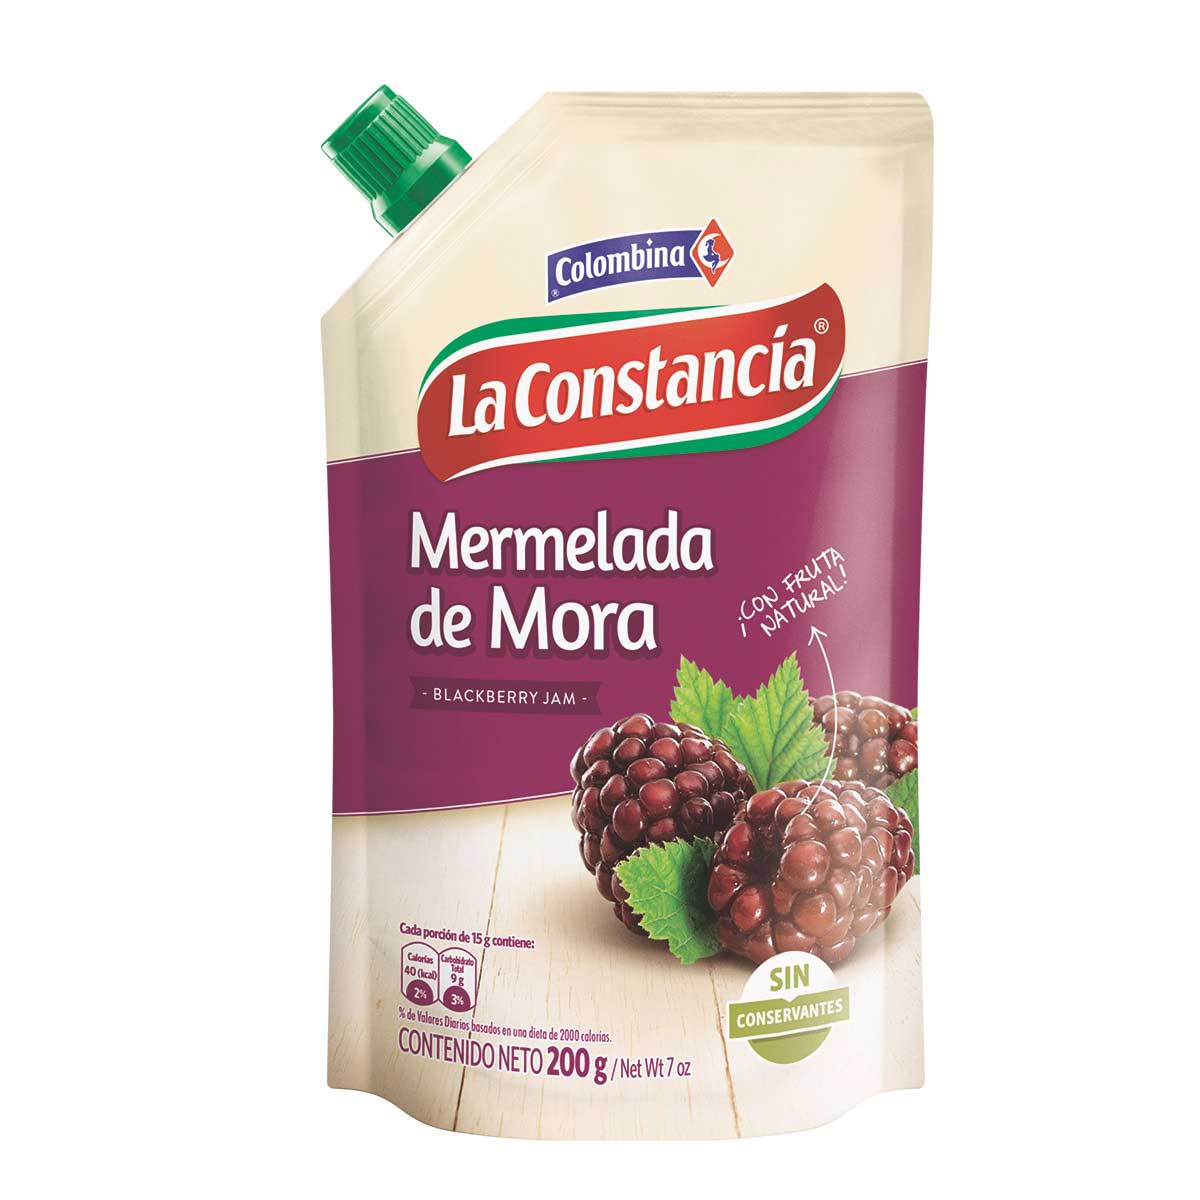 Colombina
®
La Constancia®
Mermelada
de Mora
- BLACKBERRY JAM -
¡CON FRUTA
NATURAL!
Cada porción de 15 g contiene:
Calorías
40 (kcal)
2%
Carbohidrato
Total
9 g
3%
% de Valores Diarios basados en una dieta de 2000 calorías.
CONTENIDO NETO 200 g / Net Wt 7 oz
SIN
CONSERVANTES